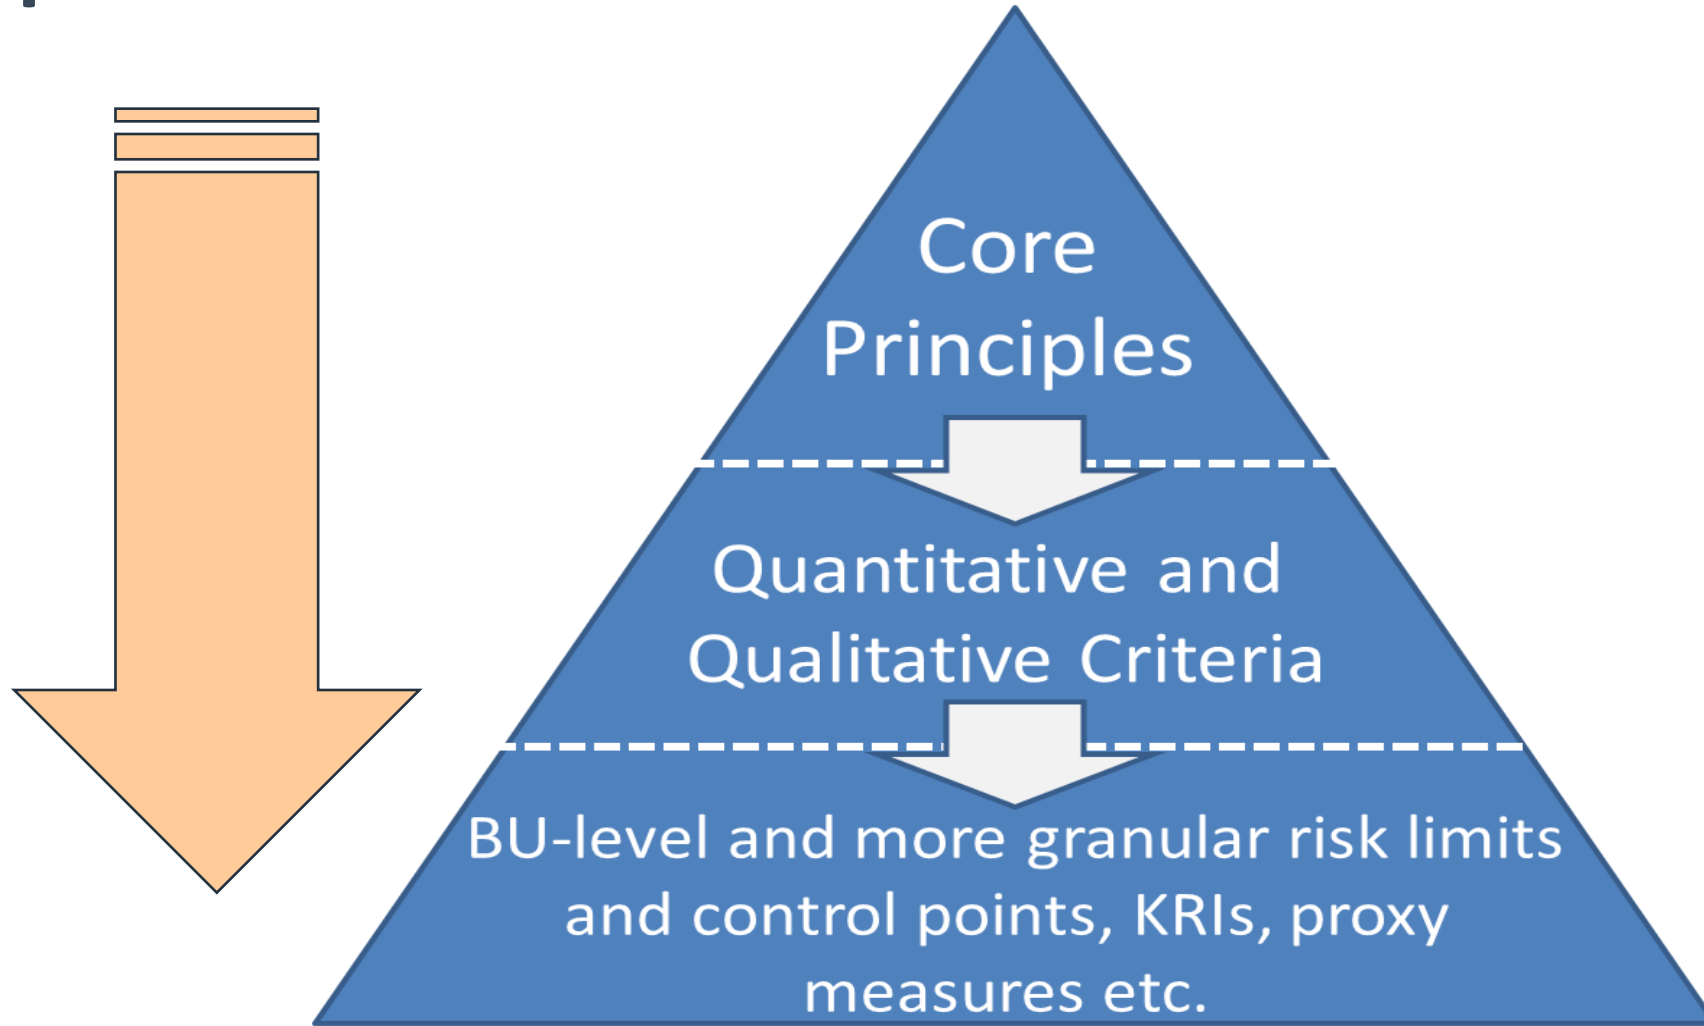 Core
Principles
Quantitative and
Qualitative Criteria
BU-level and more granular risk limits
and control points, KRIs, proxy
measures etc.